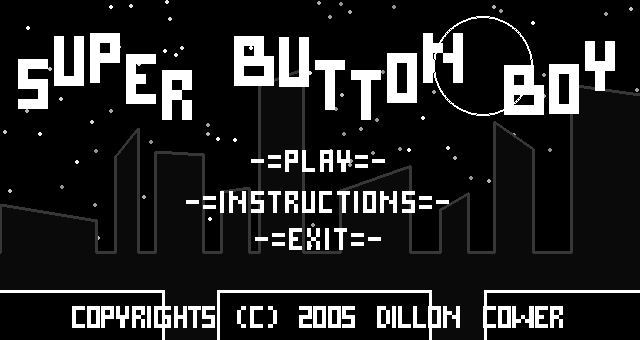 SUPER BUTTON BOY
-=PLAY=-
-=INSTRUCTIONS=-
-=EXIT=-
COPYRIGHTS (C) 2005 DILLON COWER